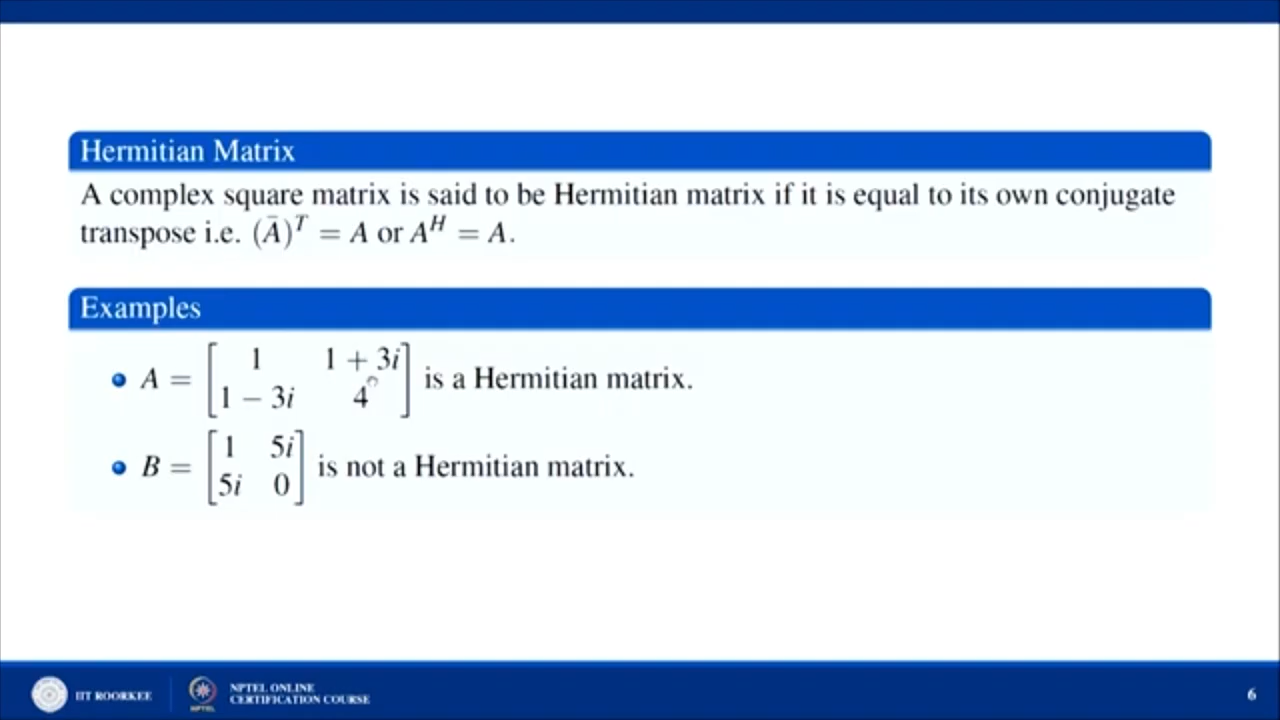 Hermitian Matrix
A complex square matrix is said to be Hermitian matrix if it is equal to its own conjugate
transpose i.e. (Ā)ᵀ = A or Aᴴ = A.
Examples
A = [1 1 + 3i
1 − 3i 4] is a Hermitian matrix.
B = [1 5i
5i 0] is not a Hermitian matrix.
IIT ROORKEE
NPTEL
NPTEL ONLINE
CERTIFICATION COURSE
6